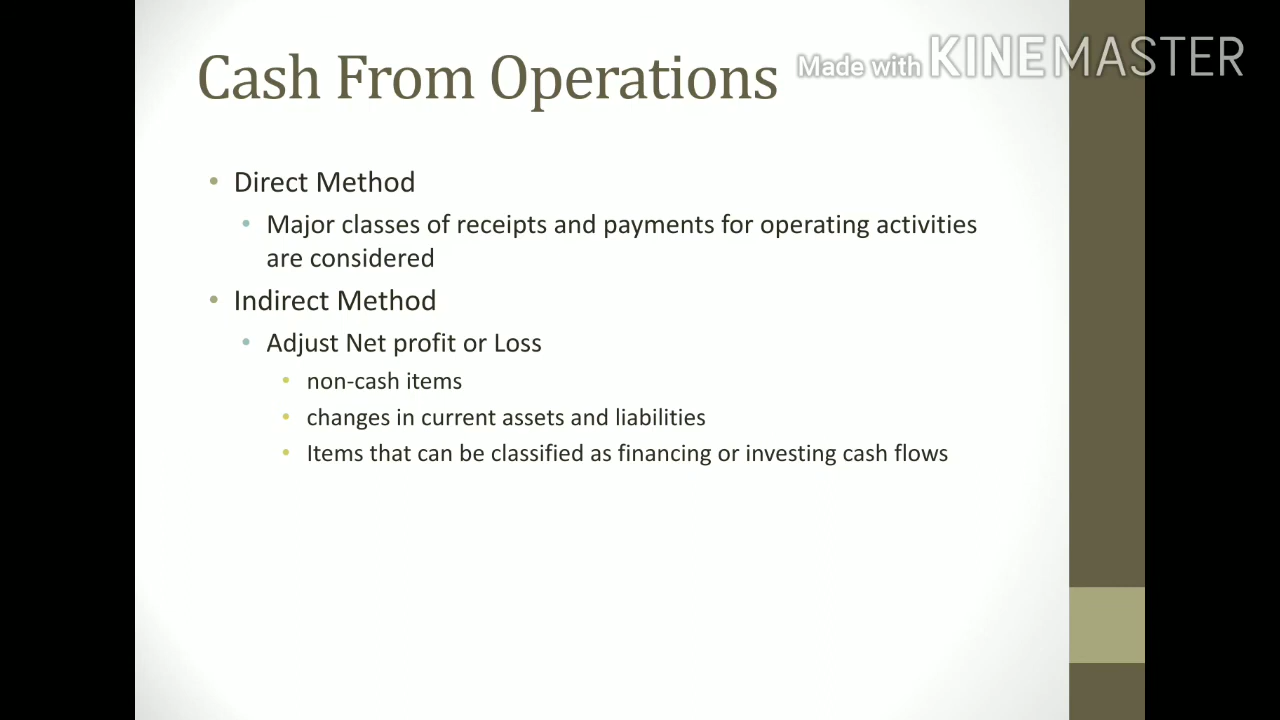 Cash From Operations
Made with KINEMASTER
• Direct Method
• Major classes of receipts and payments for operating activities
are considered
• Indirect Method
• Adjust Net profit or Loss
• non-cash items
• changes in current assets and liabilities
• Items that can be classified as financing or investing cash flows